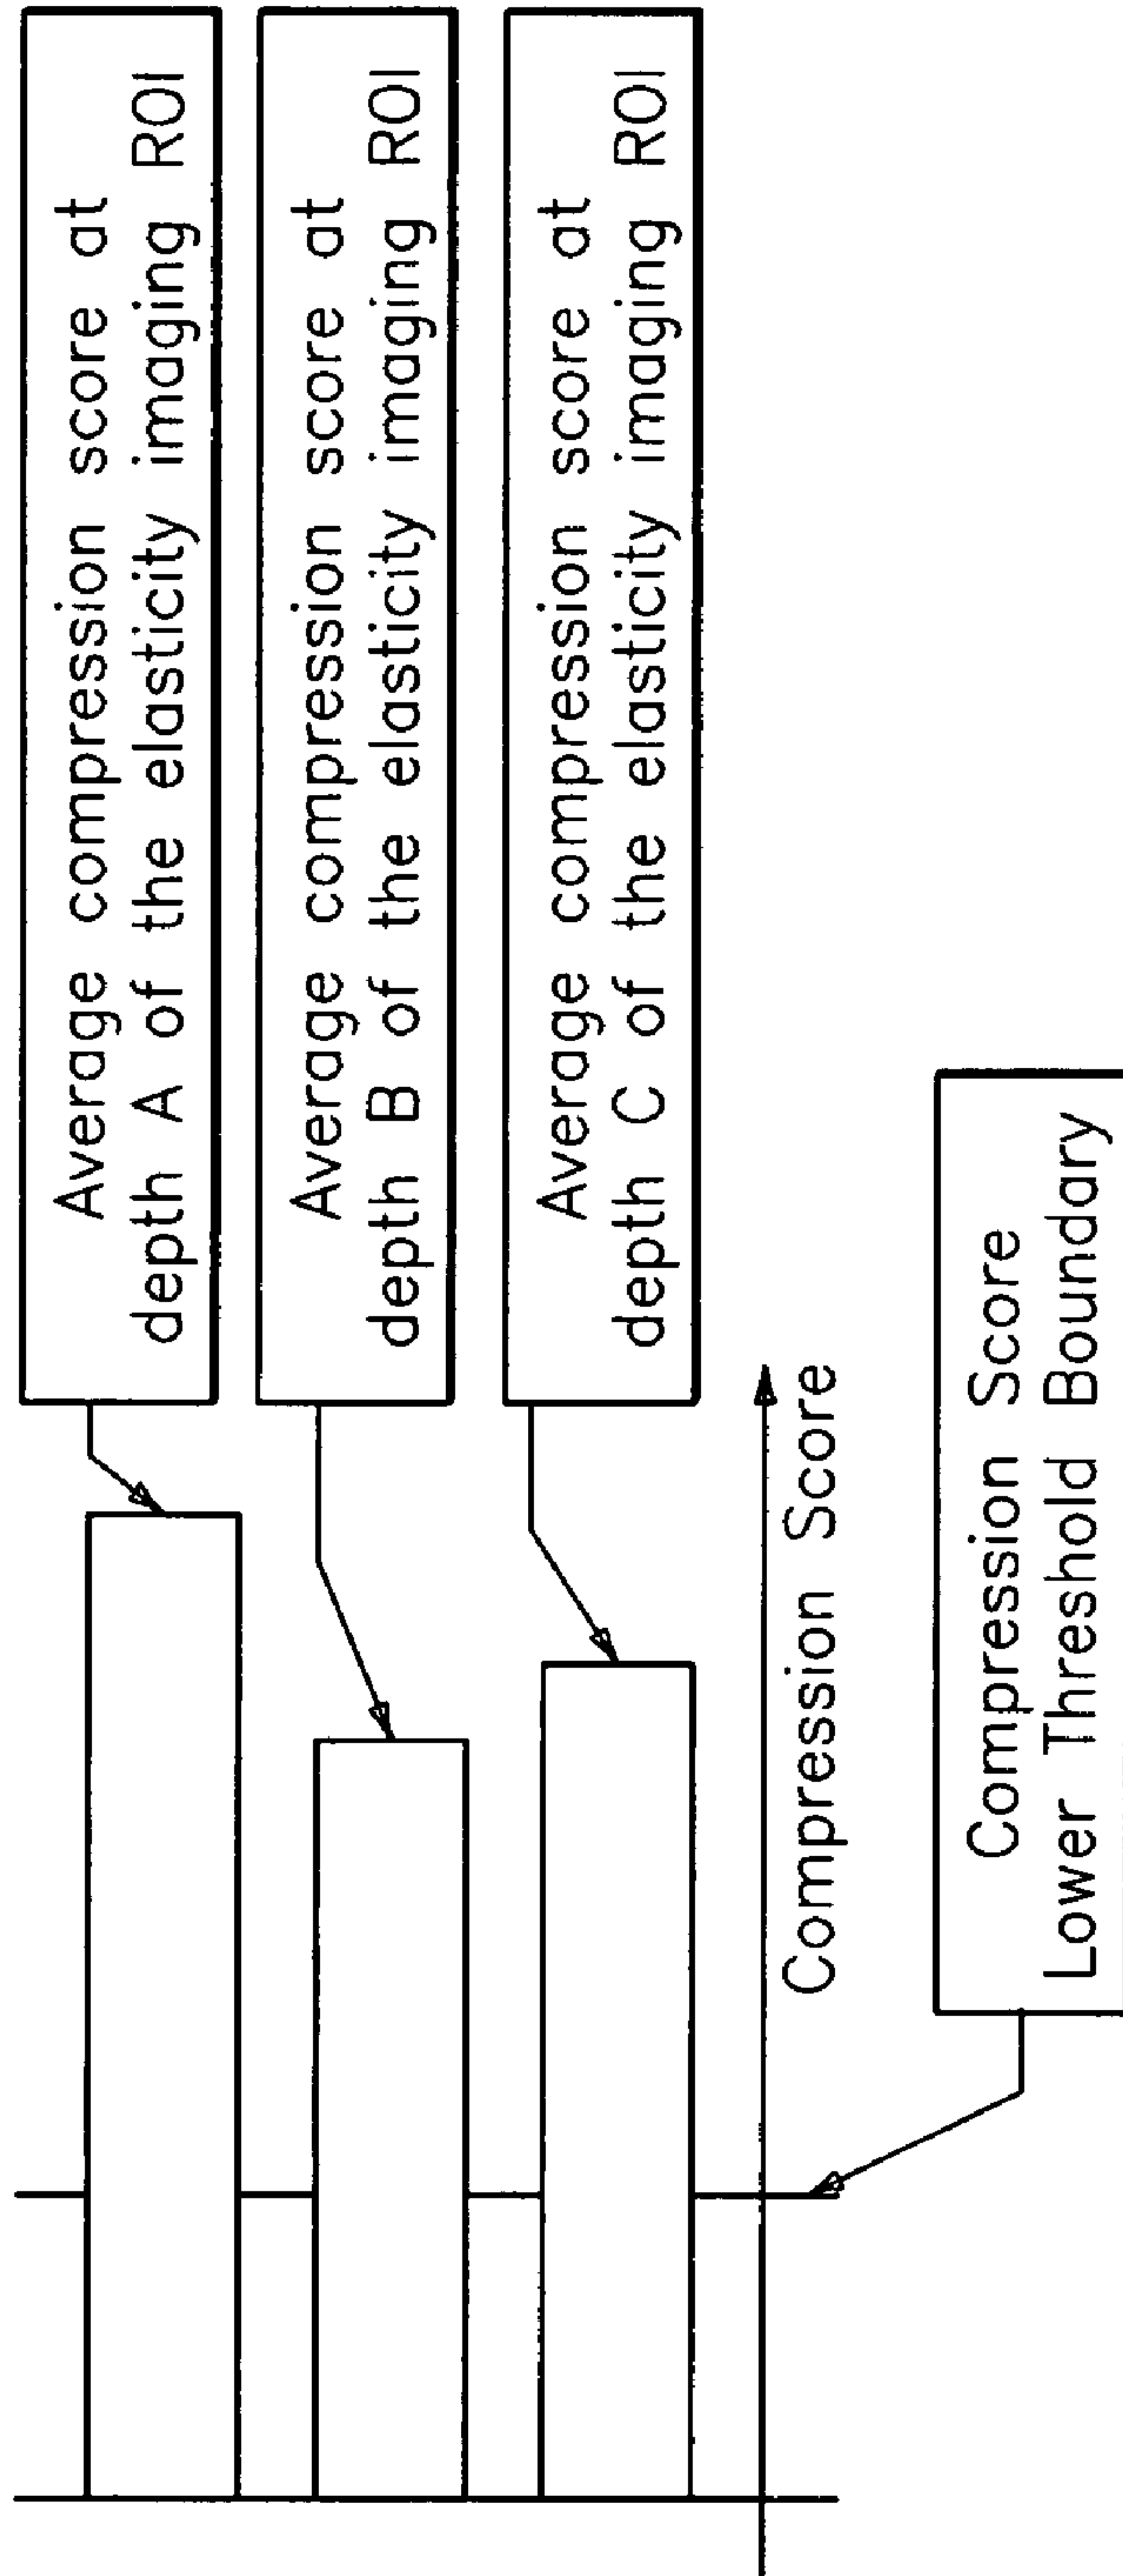 Average compression score at
depth A of the elasticity imaging ROI
Average compression score at
depth B of the elasticity imaging ROI
Average compression score at
depth C of the elasticity imaging ROI
Compression Score
Compression Score
Lower Threshold Boundary